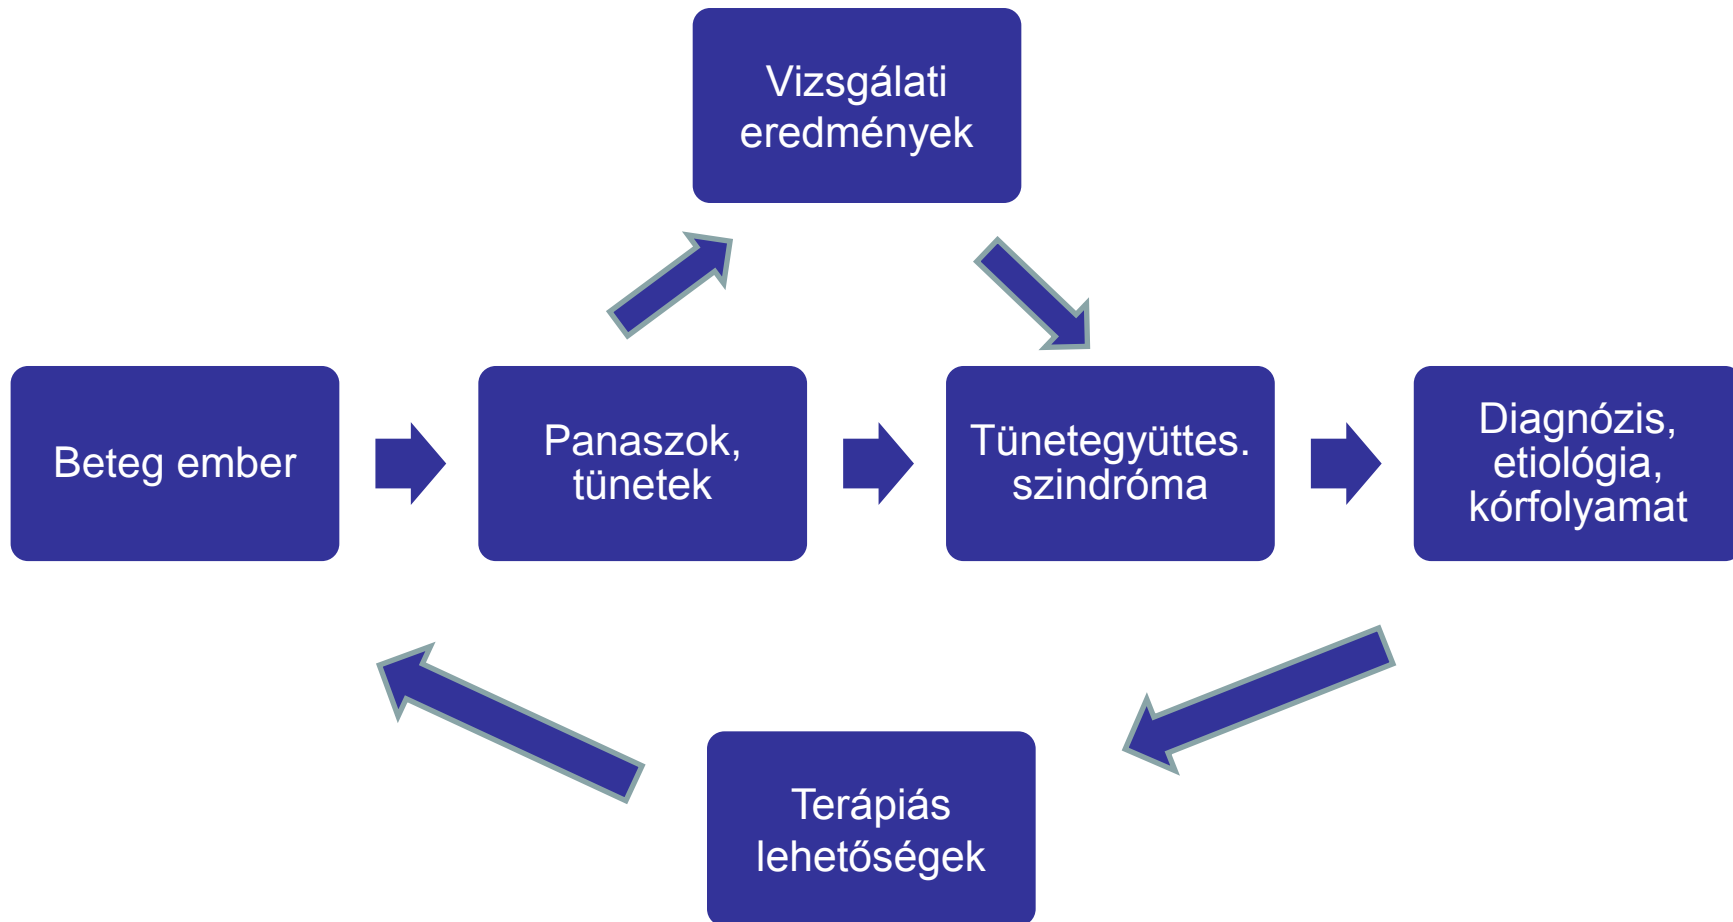 Vizsgálati
eredmények
Beteg ember
Panaszok,
tünetek
Tünetegyüttes.
szindróma
Diagnózis,
etiológia,
kórfolyamat
Terápiás
lehetőségek